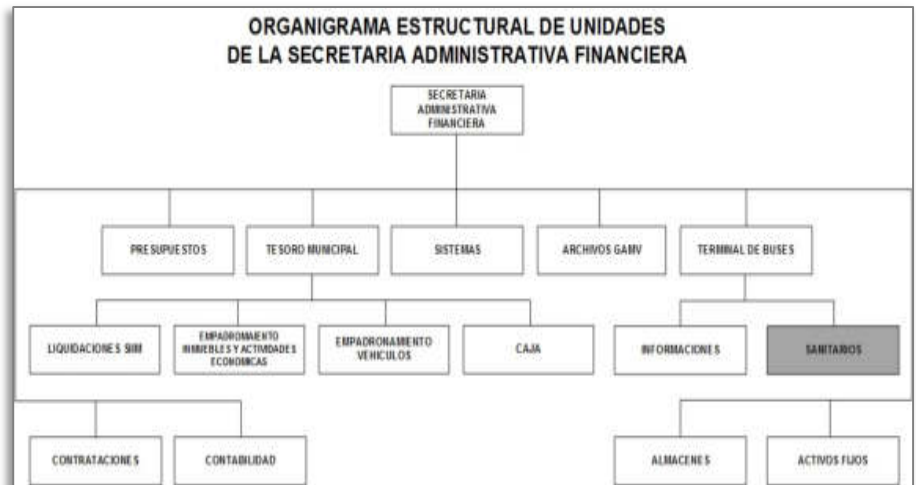 ORGANIGRAMA ESTRUCTURAL DE UNIDADES
DE LA SECRETARIA ADMINISTRATIVA FINANCIERA
SECRETARIA
ADMINISTRATIVA
FINANCIERA
PRESUPUESTOS
TESORO MUNICIPAL
SISTEMAS
ARCHIVOS GAMV
TERMINAL DE BUSES
LIQUIDACIONES SIIM
EMPADROMAIENTO
INMUEBLES Y ACTIVIDADES
ECONOMICAS
EMPADRONAMIENTO
VEHICULOS
CAJA
INFORMACIONES
SANITARIOS
CONTRATACIONES
CONTABILIDAD
ALMACENES
ACTIVOS FIJOS